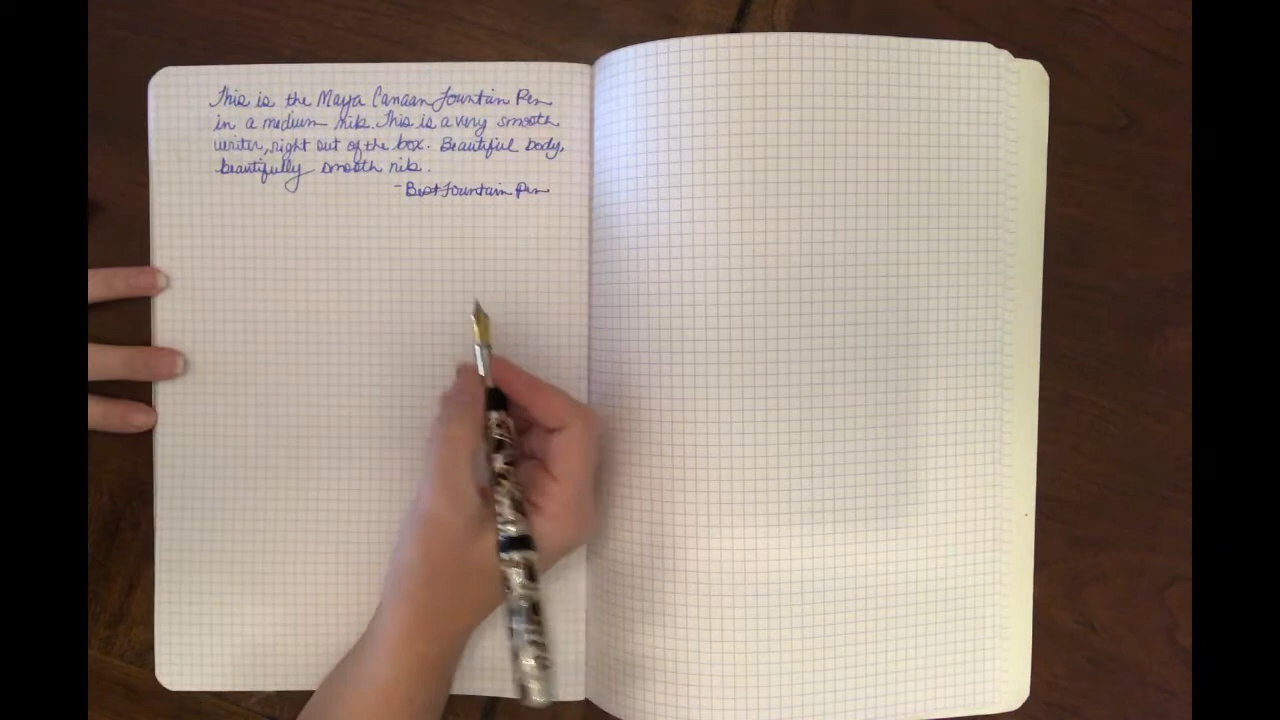 This is the Maya Canaan Fountain Pen
in a medium nib. This is a very smooth
writer, right out of the box. Beautiful body,
beautifully smooth nib.
- Best Fountain Pen